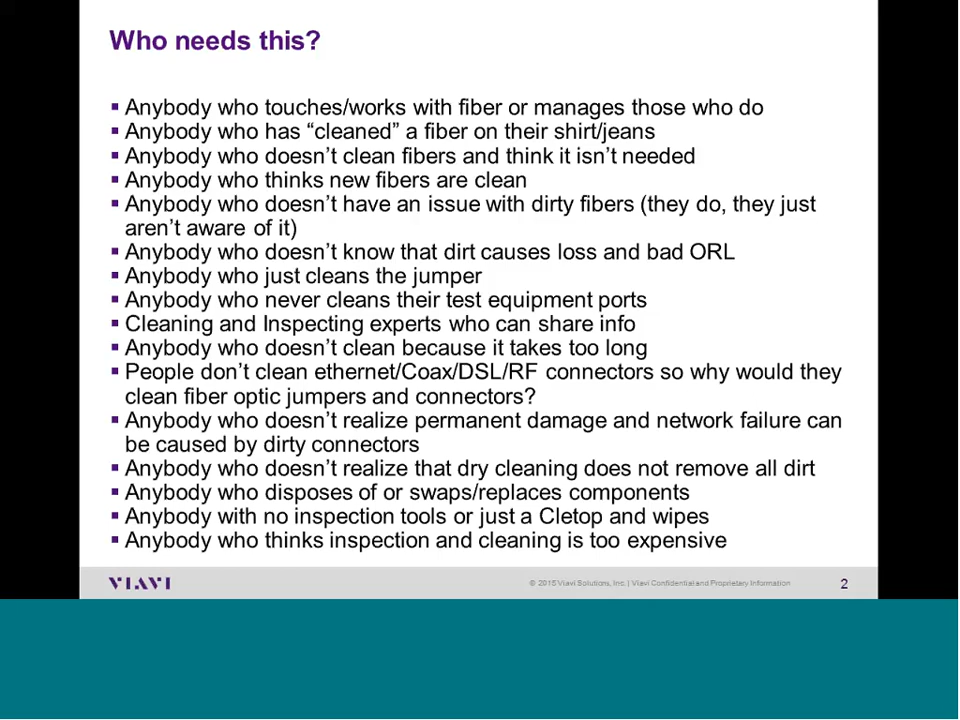 Who needs this?
▪ Anybody who touches/works with fiber or manages those who do
▪ Anybody who has “cleaned” a fiber on their shirt/jeans
▪ Anybody who doesn’t clean fibers and think it isn’t needed
▪ Anybody who thinks new fibers are clean
▪ Anybody who doesn’t have an issue with dirty fibers (they do, they just
aren’t aware of it)
▪ Anybody who doesn’t know that dirt causes loss and bad ORL
▪ Anybody who just cleans the jumper
▪ Anybody who never cleans their test equipment ports
▪ Cleaning and Inspecting experts who can share info
▪ Anybody who doesn’t clean because it takes too long
▪ People don’t clean ethernet/Coax/DSL/RF connectors so why would they
clean fiber optic jumpers and connectors?
▪ Anybody who doesn’t realize permanent damage and network failure can
be caused by dirty connectors
▪ Anybody who doesn’t realize that dry cleaning does not remove all dirt
▪ Anybody who disposes of or swaps/replaces components
▪ Anybody with no inspection tools or just a Cletop and wipes
▪ Anybody who thinks inspection and cleaning is too expensive
VIAVI © 2015 Viavi Solutions, Inc. | Viavi Confidential and Proprietary Information 2